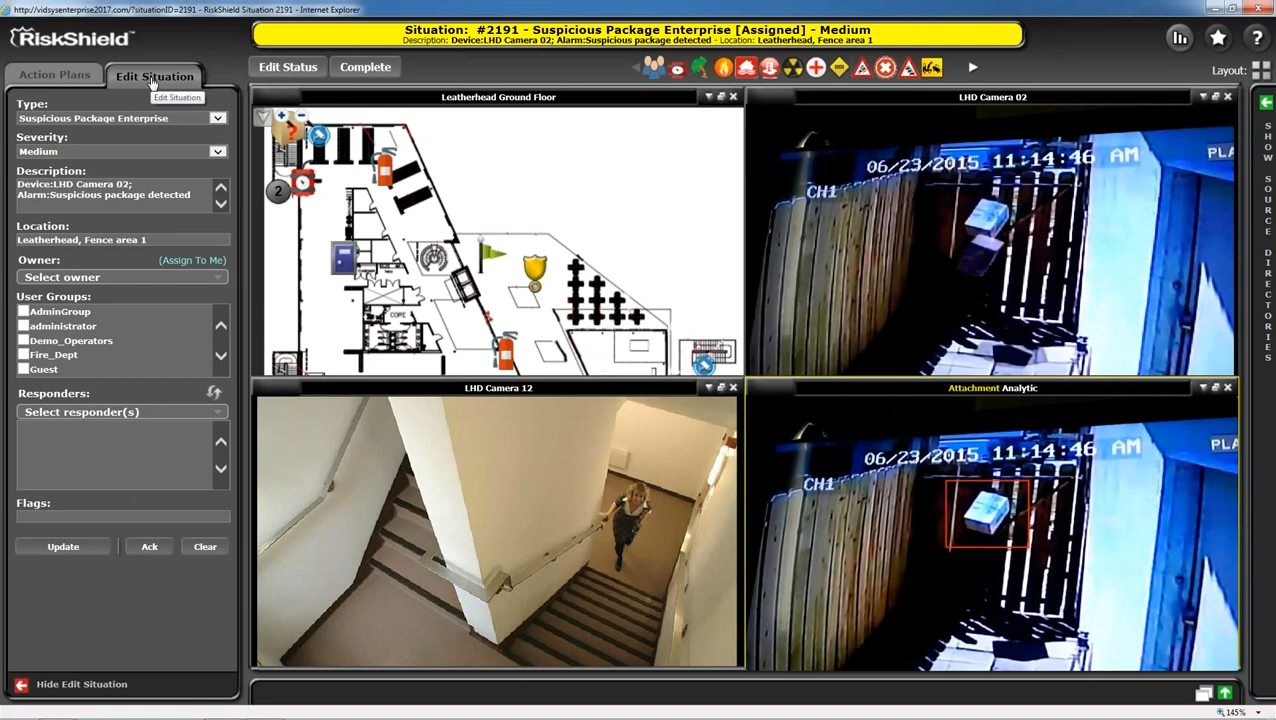 http://vidsysenterprise2017.com/?situationID=2191 - RiskShield Situation 2191 - Internet Explorer
RiskShield
Situation: #2191 - Suspicious Package Enterprise [Assigned] - Medium
Description: Device:LHD Camera 02; Alarm:Suspicious package detected - Location: Leatherhead, Fence area 1
Action Plans
Edit Situation
Edit Status
Complete
Layout:
Edit Situation
Type:
Suspicious Package Enterprise
Severity:
Medium
Description:
Device:LHD Camera 02;
Alarm:Suspicious package detected
Location:
Leatherhead, Fence area 1
Owner:
(Assign To Me)
Select owner
User Groups:
AdminGroup
administrator
Demo_Operators
Fire_Dept
Guest
Responders:
Select responder(s)
Flags:
Update
Ack
Clear
Hide Edit Situation
Leatherhead Ground Floor
2
COPE
LHD Camera 02
06/23/2015 11:14:46 AM
CH1
PLA
LHD Camera 12
Attachment Analytic
06/23/2015 11:14:46 AM
CH1
PLA
SHOW SOURCE DIRECTORIES
145%